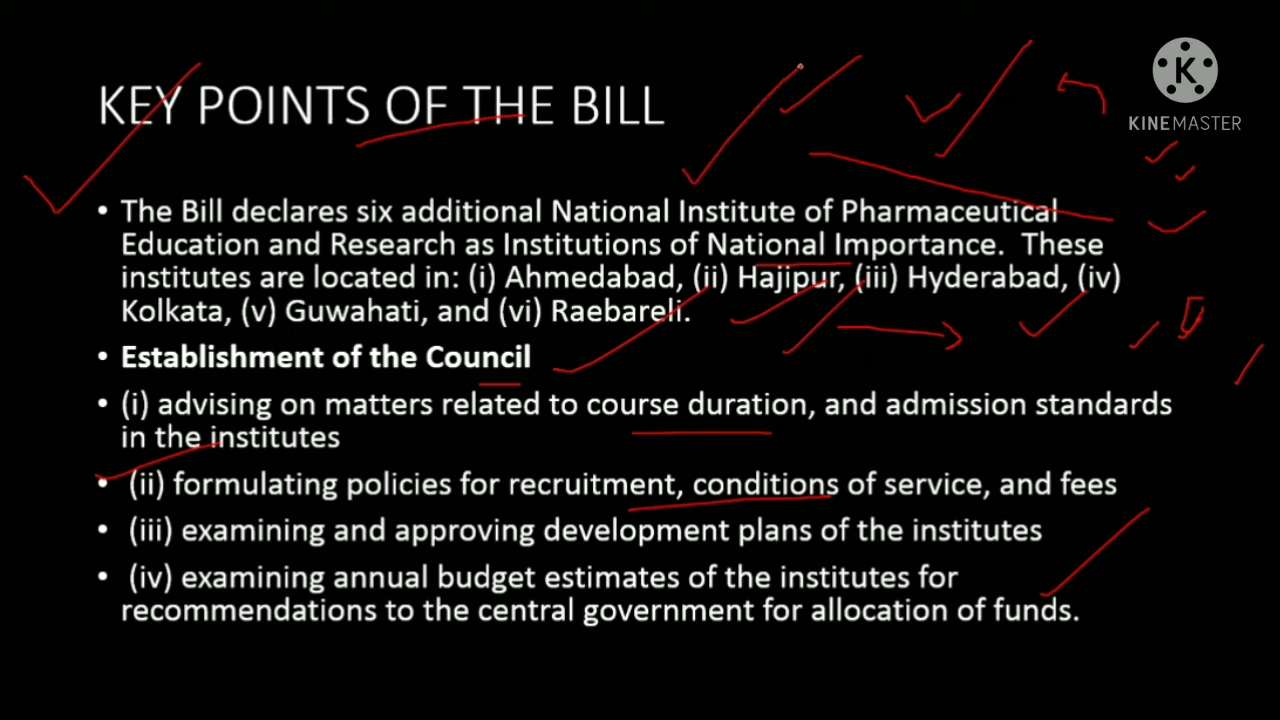 KEY POINTS OF THE BILL
K
KINEMASTER
• The Bill declares six additional National Institute of Pharmaceutical
Education and Research as Institutions of National Importance.  These
institutes are located in: (i) Ahmedabad, (ii) Hajipur, (iii) Hyderabad, (iv)
Kolkata, (v) Guwahati, and (vi) Raebareli.
• Establishment of the Council
• (i) advising on matters related to course duration, and admission standards
in the institutes
• (ii) formulating policies for recruitment, conditions of service, and fees
• (iii) examining and approving development plans of the institutes
• (iv) examining annual budget estimates of the institutes for
recommendations to the central government for allocation of funds.